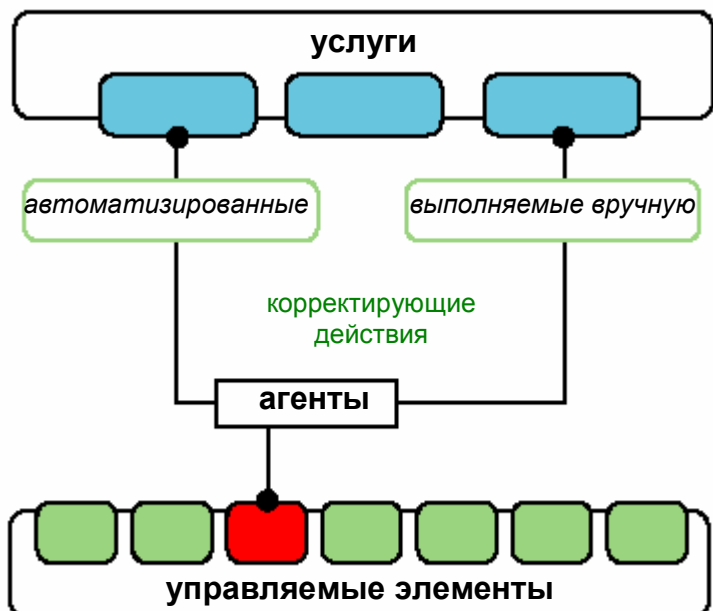 услуги
автоматизированные
выполняемые вручную
корректирующие
действия
агенты
управляемые элементы